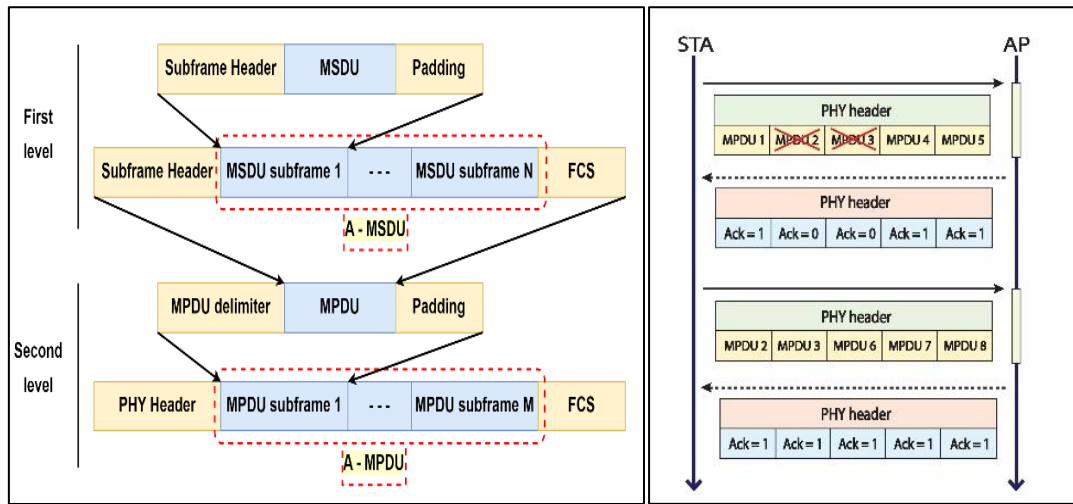 First
level
Subframe Header MSDU Padding
Subframe Header MSDU subframe 1 - - - MSDU subframe N FCS
A - MSDU
Second
level
MPDU delimiter MPDU Padding
PHY Header MPDU subframe 1 - - - MPDU subframe M FCS
A - MPDU
STA AP
PHY header
MPDU 1 MPDU 2 MPDU 3 MPDU 4 MPDU 5
PHY header
Ack = 1 Ack = 0 Ack = 0 Ack = 1 Ack = 1
PHY header
MPDU 2 MPDU 3 MPDU 6 MPDU 7 MPDU 8
PHY header
Ack = 1 Ack = 1 Ack = 1 Ack = 1 Ack = 1